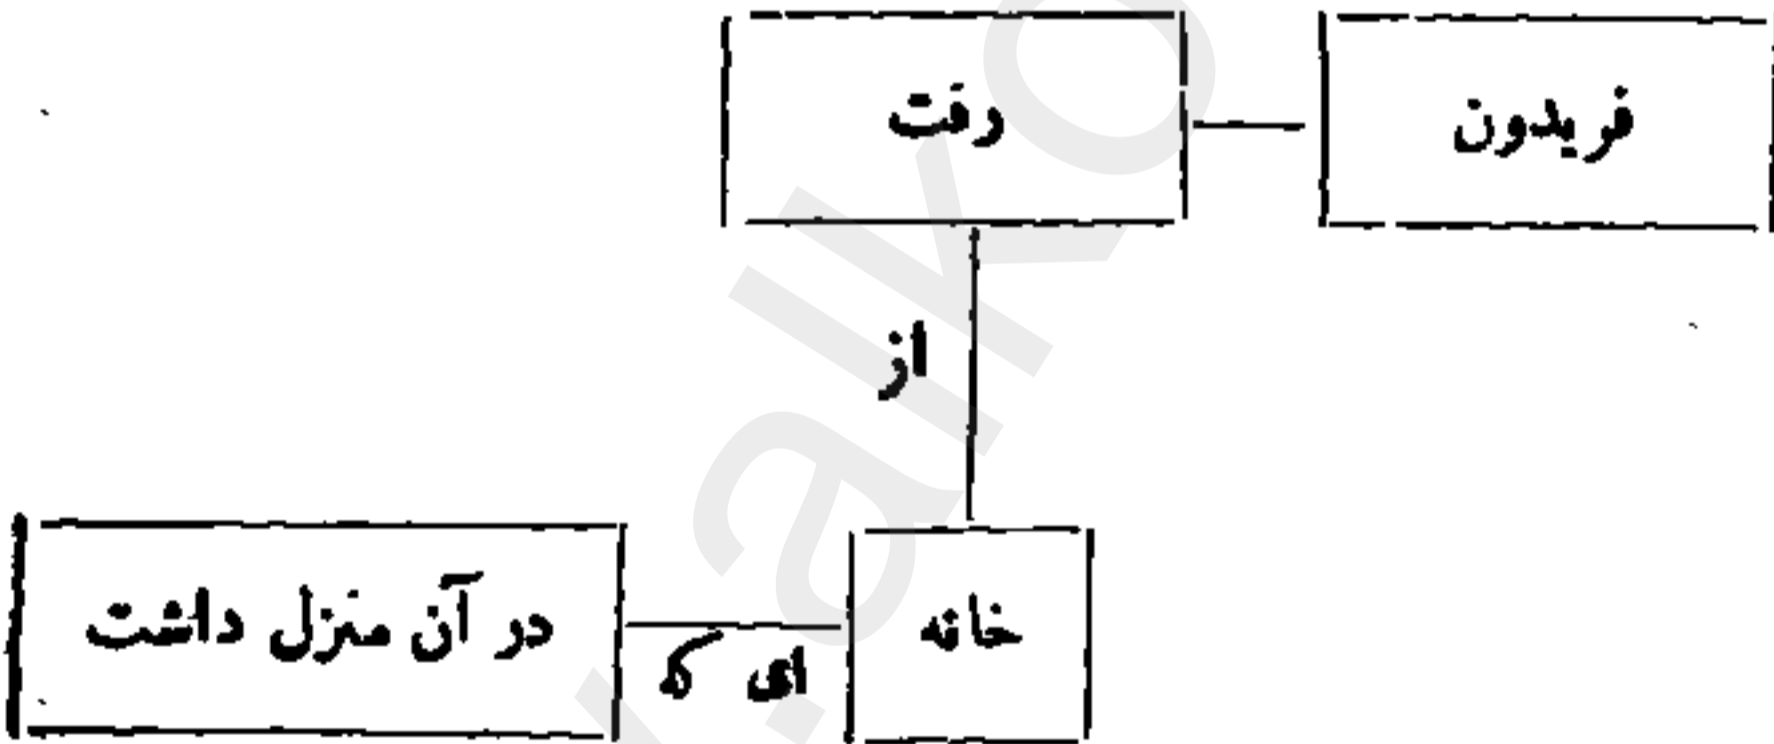 فریدون رفت
از
خانه ای که در آن منزل داشت